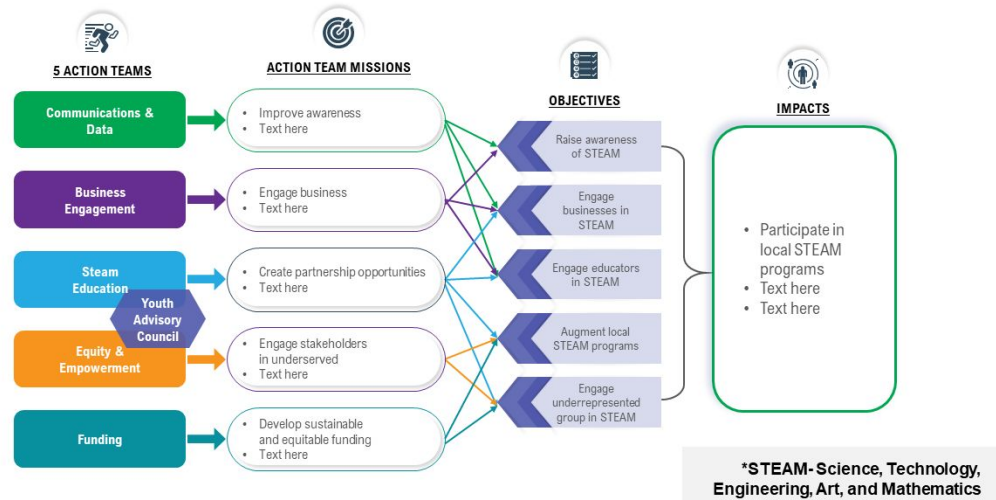 5 ACTION TEAMS
Communications &
Data
Business
Engagement
Steam
Education
Youth
Advisory
Council
Equity &
Empowerment
Funding
ACTION TEAM MISSIONS
• Improve awareness
• Text here
• Engage business
• Text here
• Create partnership opportunities
• Text here
• Engage stakeholders
in underserved
• Text here
• Develop sustainable
and equitable funding
• Text here
OBJECTIVES
Raise awareness
of STEAM
Engage
businesses in
STEAM
Engage educators
in STEAM
Augment local
STEAM programs
Engage
underrepresented
group in STEAM
IMPACTS
• Participate in
local STEAM
programs
• Text here
• Text here
*STEAM- Science, Technology,
Engineering, Art, and Mathematics